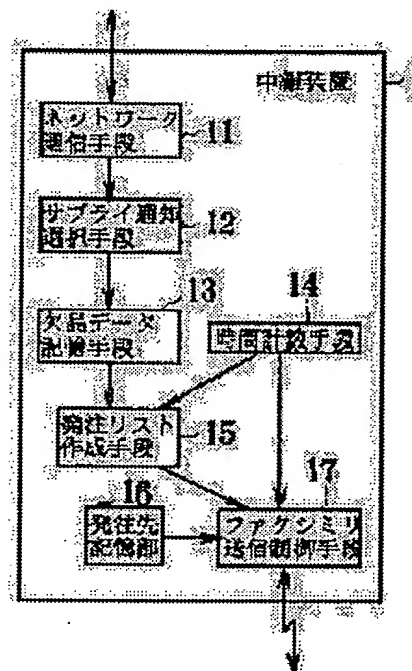 中継装置
ネットワーク
通信手段
11
サプライ通知
選択手段
12
13
欠品データ
記憶手段
14
時間計数手段
発注リスト
作成手段
15
16
発注先
記憶部
17
ファクシミリ
送信制御手段